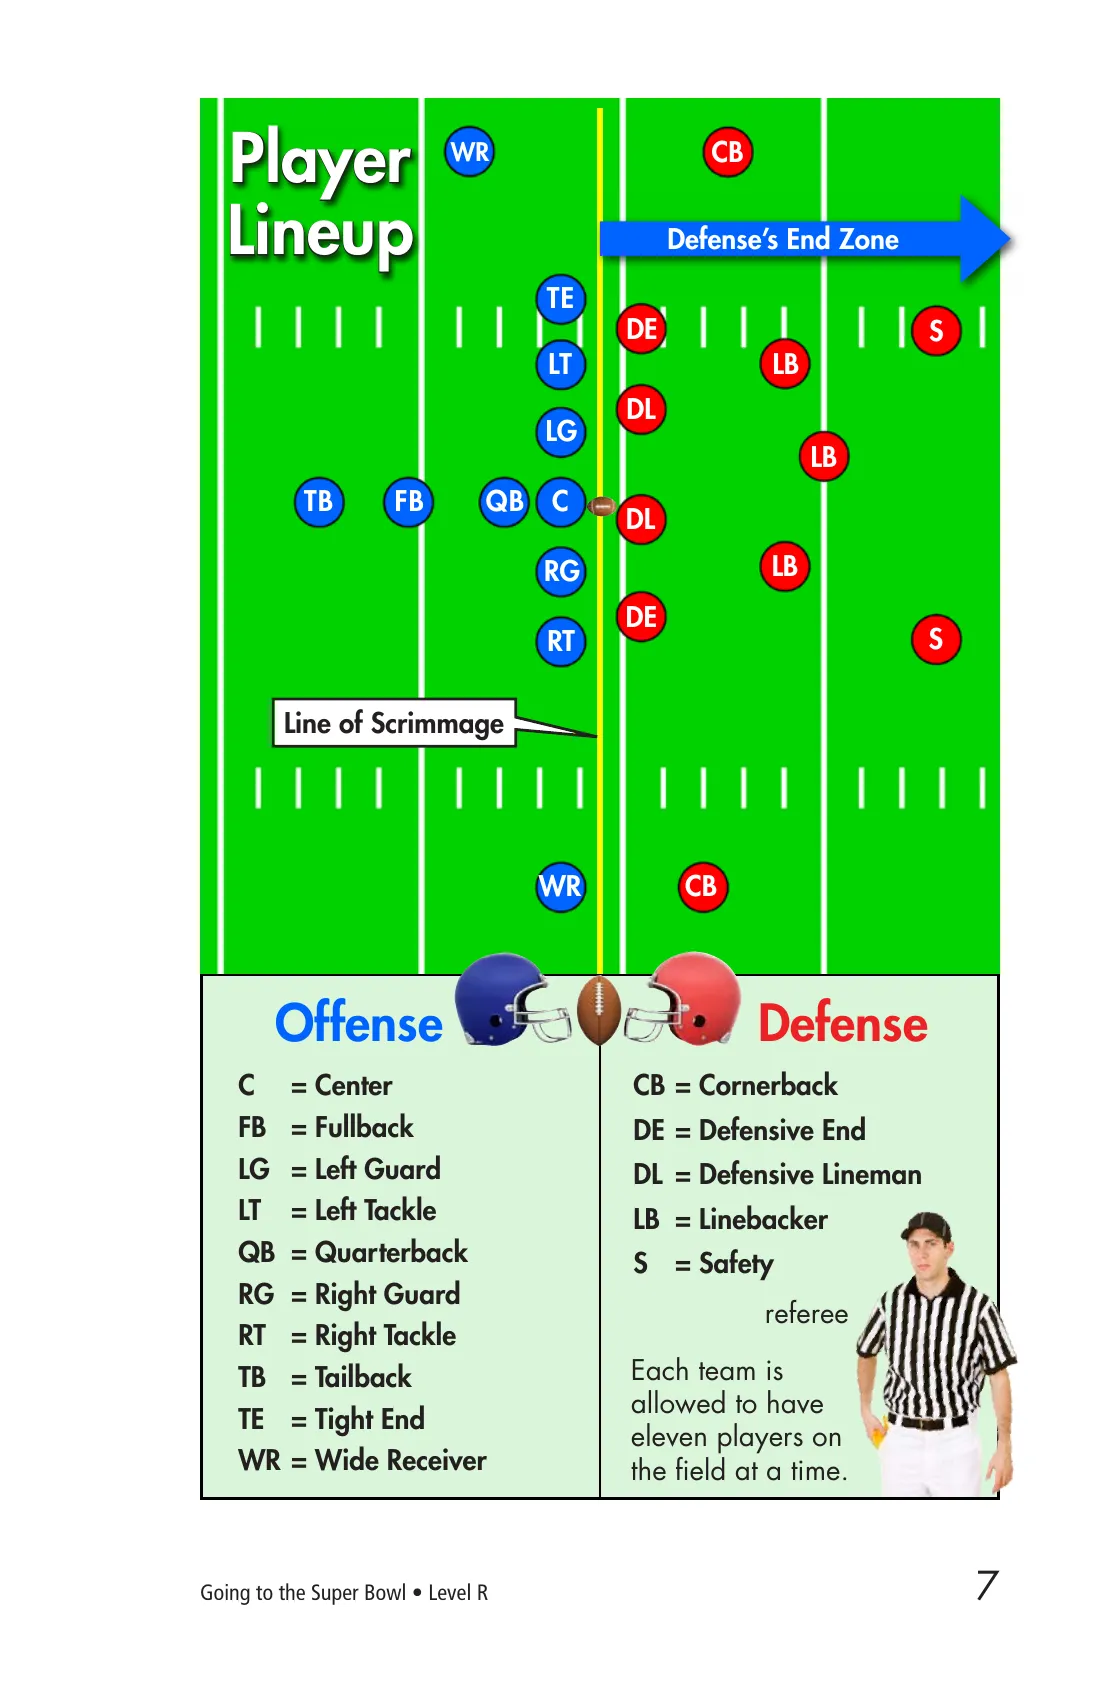 Player
Lineup
WR
CB
Defense's End Zone
TE
DE
S
LT
LB
DL
LG
LB
TB
FB
QB
C
DL
RG
LB
DE
RT
S
Line of Scrimmage
WR
CB
Offense
C = Center
FB = Fullback
LG = Left Guard
LT = Left Tackle
QB = Quarterback
RG = Right Guard
RT = Right Tackle
TB = Tailback
TE = Tight End
WR = Wide Receiver
Defense
CB = Cornerback
DE = Defensive End
DL = Defensive Lineman
LB = Linebacker
S = Safety
referee
Each team is
allowed to have
eleven players on
the field at a time.
Going to the Super Bowl • Level R
7